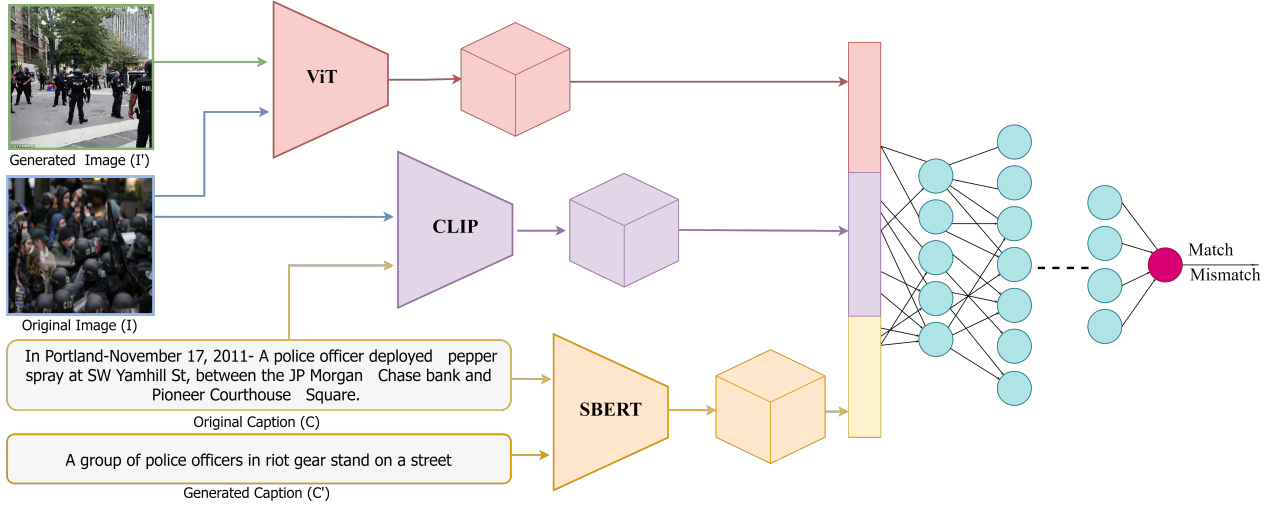 ViT
Generated Image (I')
CLIP
Original Image (I)
Match
Mismatch
In Portland-November 17, 2011- A police officer deployed pepper
spray at SW Yamhill St, between the JP Morgan Chase bank and
Pioneer Courthouse Square.
Original Caption (C)
SBERT
A group of police officers in riot gear stand on a street
Generated Caption (C')